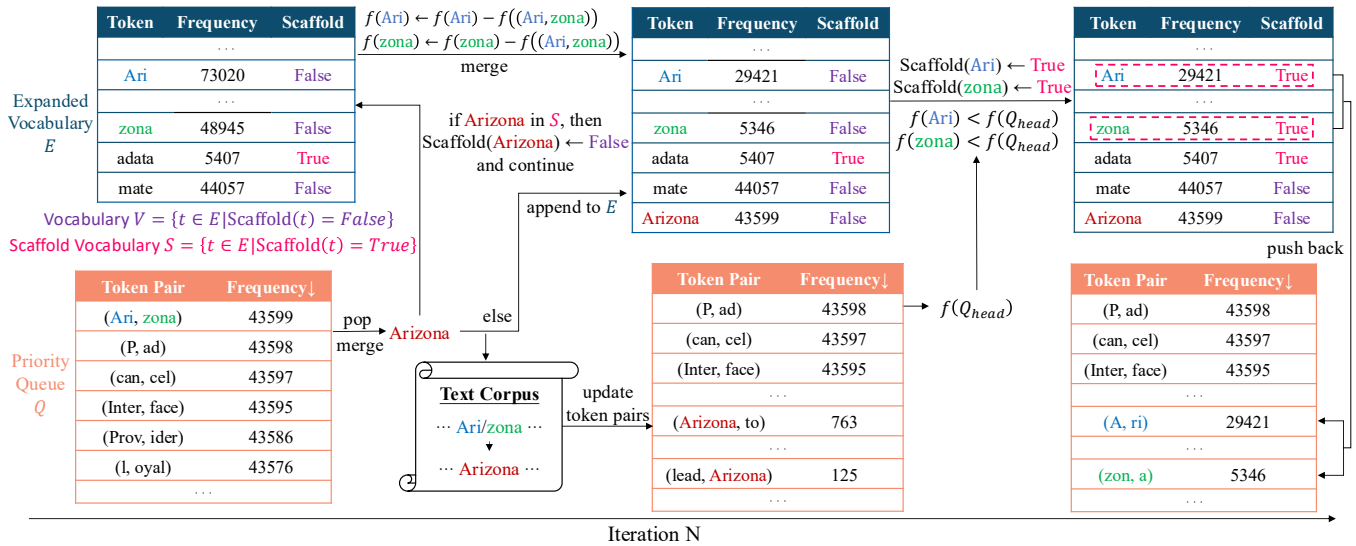 Token Frequency Scaffold
...
Ari 73020 False
...
zona 48945 False
adata 5407 True
mate 44057 False
Expanded
Vocabulary
E
Vocabulary V = {t ∈ E|Scaffold(t) = False}
Scaffold Vocabulary S = {t ∈ E|Scaffold(t) = True}
f(Ari) ← f(Ari) − f((Ari, zona))
f(zona) ← f(zona) − f((Ari, zona))
merge
if Arizona in S, then
Scaffold(Arizona) ← False
and continue
append to E
Token Frequency Scaffold
...
Ari 29421 False
...
zona 5346 False
adata 5407 True
mate 44057 False
Arizona 43599 False
Scaffold(Ari) ← True
Scaffold(zona) ← True
f(Ari) < f(Qhead)
f(zona) < f(Qhead)
Token Frequency Scaffold
...
Ari 29421 True
...
zona 5346 True
adata 5407 True
mate 44057 False
Arizona 43599 False
push back
Priority
Queue
Q
Token Pair Frequency↓
(Ari, zona) 43599
(P, ad) 43598
(can, cel) 43597
(Inter, face) 43595
(Prov, ider) 43586
(l, oyal) 43576
...
pop
merge
Arizona
else
Text Corpus
... Ari/zona ...
... Arizona ...
update
token pairs
Token Pair Frequency↓
(P, ad) 43598
(can, cel) 43597
(Inter, face) 43595
...
(Arizona, to) 763
...
(lead, Arizona) 125
f(Qhead)
Token Pair Frequency↓
(P, ad) 43598
(can, cel) 43597
(Inter, face) 43595
...
(A, ri) 29421
...
(zon, a) 5346
...
Iteration N